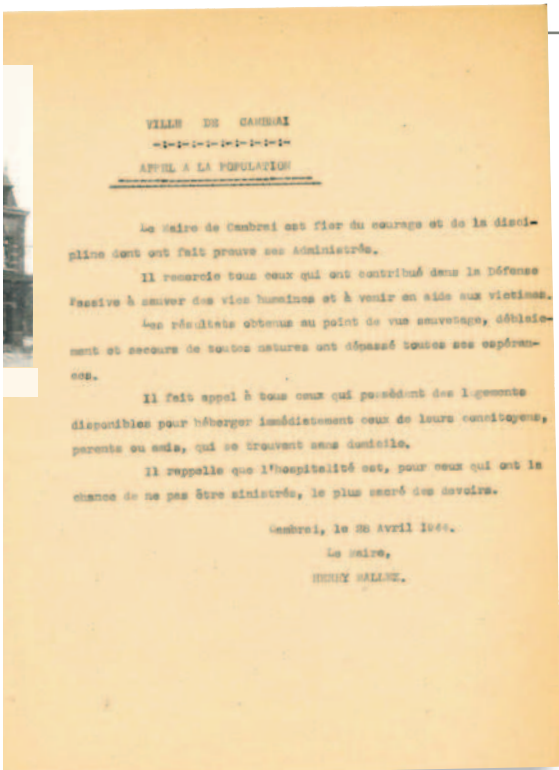 VILLE DE CAMBRAI
-:-:-:-:-:-:-:-:-:-
APPEL A LA POPULATION
Le Maire de Cambrai est fier du courage et de la disci-
pline dont ont fait preuve ses Administrés.
Il remercie tous ceux qui ont contribué dans la Défense
Passive à sauver des vies humaines et à venir en aide aux victimes.
Les résultats obtenus au point de vue sauvetage, déblaie-
ment et secours de toutes natures ont dépassé toutes ses espéran-
ces.
Il fait appel à tous ceux qui possèdent des logements
disponibles pour héberger immédiatement ceux de leurs concitoyens,
parents ou amis, qui se trouvent sans domicile.
Il rappelle que l'hospitalité est, pour ceux qui ont la
chance de ne pas être sinistrés, le plus sacré des devoirs.
Cambrai, le 28 Avril 1944.
Le Maire,
HENRY